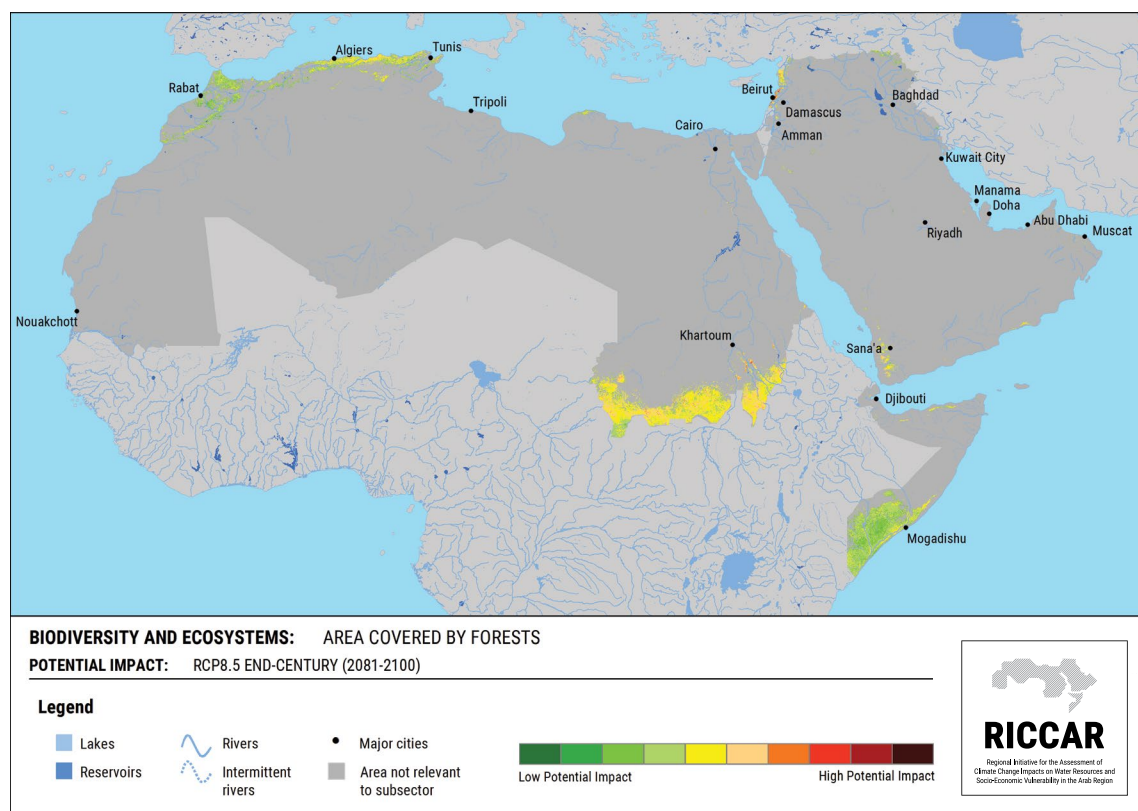 Algiers
Tunis
Rabat
Tripoli
Beirut
Damascus
Baghdad
Cairo
Amman
Kuwait City
Manama
Doha
Abu Dhabi
Riyadh
Muscat
Nouakchott
Khartoum
Sana'a
Djibouti
Mogadishu
BIODIVERSITY AND ECOSYSTEMS: AREA COVERED BY FORESTS
POTENTIAL IMPACT: RCP8.5 END-CENTURY (2081-2100)
Legend
Lakes
Reservoirs
Rivers
Intermittent
rivers
Major cities
Area not relevant
to subsector
Low Potential Impact
High Potential Impact
RICCAR
Regional Initiative for the Assessment of
Climate Change Impacts on Water Resources and
Socio-Economic Vulnerability in the Arab Region